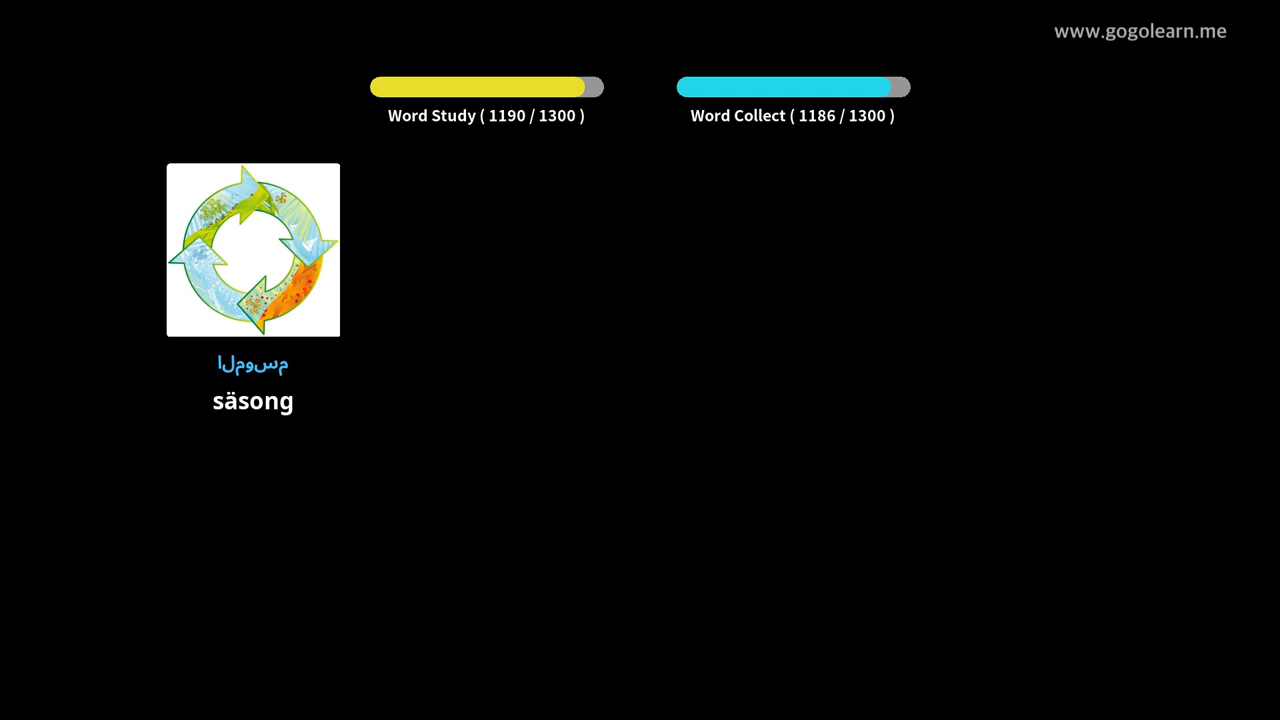 www.gogolearn.me
Word Study ( 1190 / 1300 )
Word Collect ( 1186 / 1300 )
الموسم
säsong